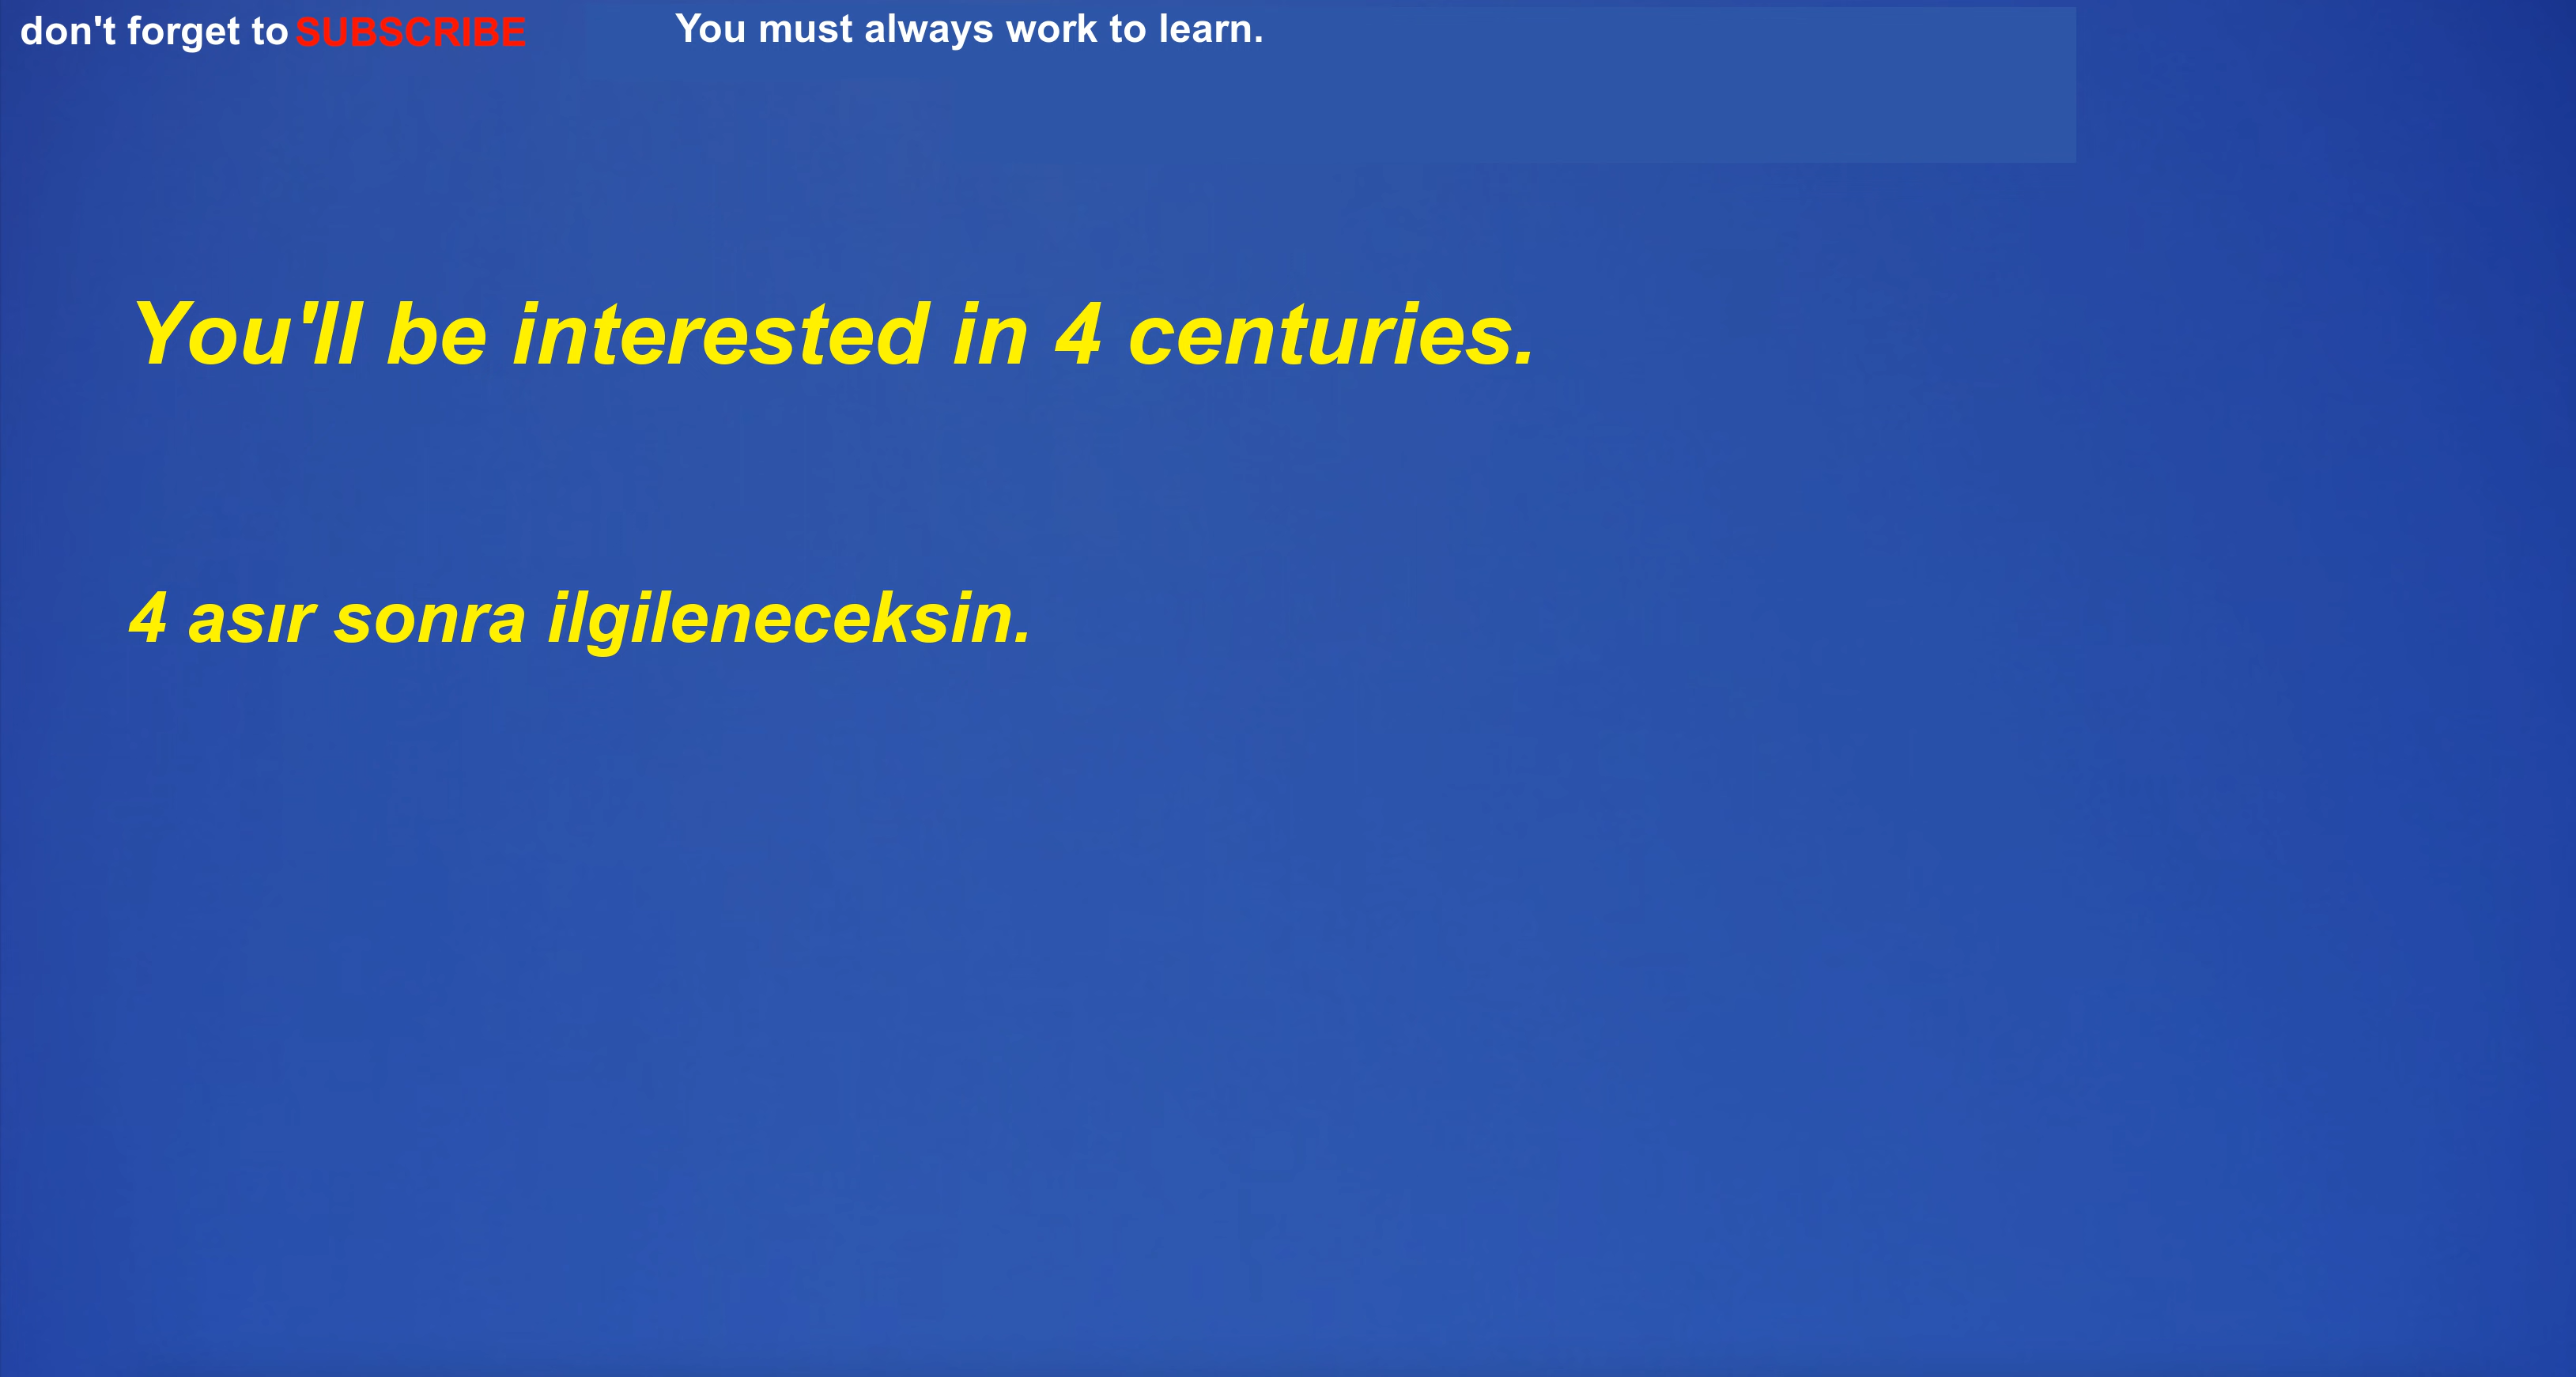 don't forget to SUBSCRIBE
You must always work to learn.
You'll be interested in 4 centuries.
4 asır sonra ilgileneceksin.